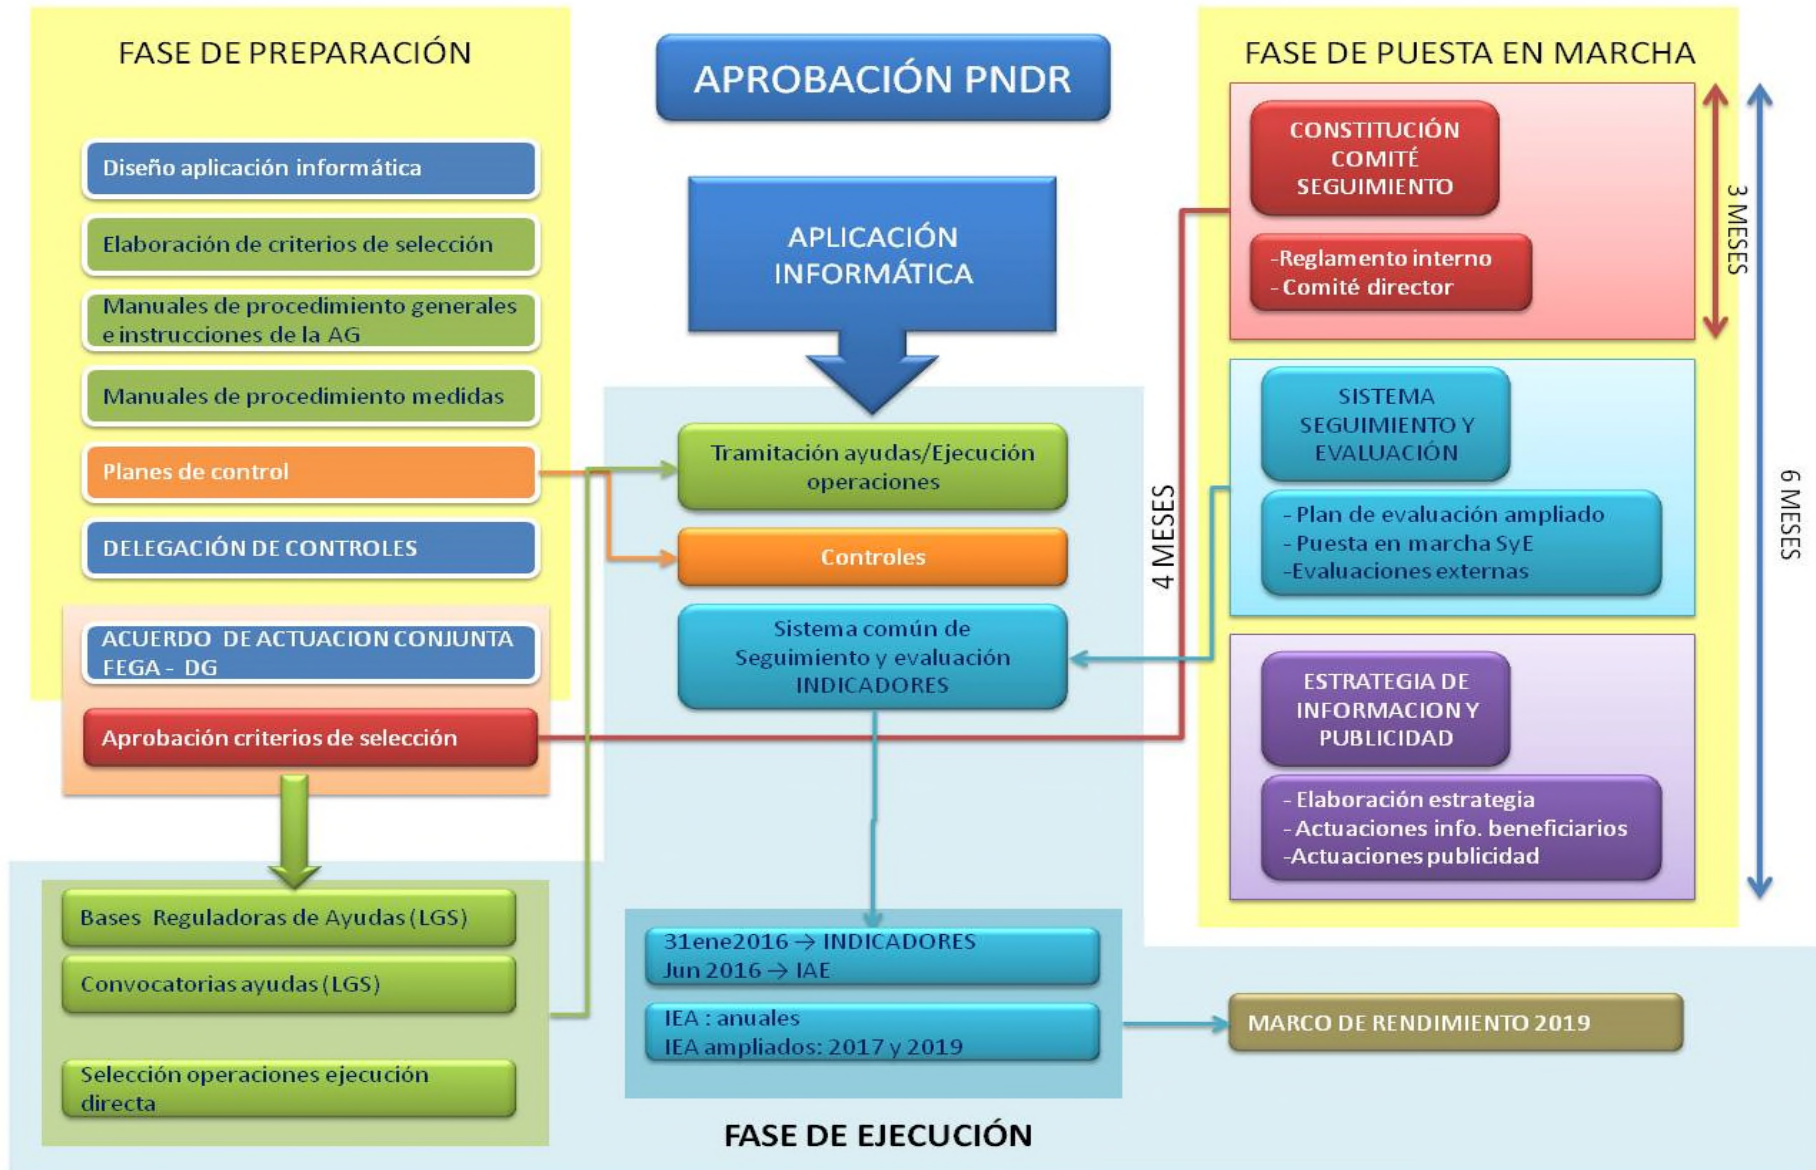 FASE DE PREPARACIÓN
Diseño aplicación informática
Elaboración de criterios de selección
Manuales de procedimiento generales
e instrucciones de la AG
Manuales de procedimiento medidas
Planes de control
DELEGACIÓN DE CONTROLES
ACUERDO DE ACTUACION CONJUNTA
FEGA - DG
Aprobación criterios de selección
Bases Reguladoras de Ayudas (LGS)
Convocatorias ayudas (LGS)
Selección operaciones ejecución
directa
APROBACIÓN PNDR
APLICACIÓN
INFORMÁTICA
Tramitación ayudas/Ejecución
operaciones
Controles
Sistema común de
Seguimiento y evaluación
INDICADORES
31ene2016 → INDICADORES
Jun 2016 → IAE
IEA : anuales
IEA ampliados: 2017 y 2019
FASE DE EJECUCIÓN
4 MESES
FASE DE PUESTA EN MARCHA
CONSTITUCIÓN
COMITÉ
SEGUIMIENTO
-Reglamento interno
- Comité director
3 MESES
SISTEMA
SEGUIMIENTO Y
EVALUACIÓN
- Plan de evaluación ampliado
- Puesta en marcha SyE
-Evaluaciones externas
6 MESES
ESTRATEGIA DE
INFORMACION Y
PUBLICIDAD
- Elaboración estrategia
- Actuaciones info. beneficiarios
-Actuaciones publicidad
MARCO DE RENDIMIENTO 2019